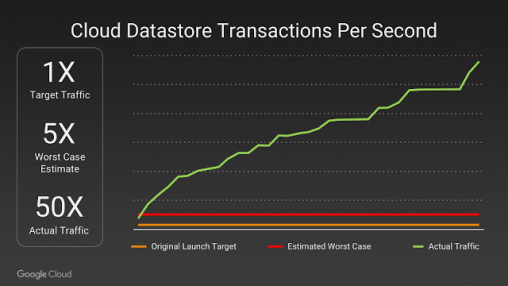 Cloud Datastore Transactions Per Second
1X
Target Traffic
5X
Worst Case
Estimate
50X
Actual Traffic
Original Launch Target
Estimated Worst Case
Actual Traffic
Google Cloud